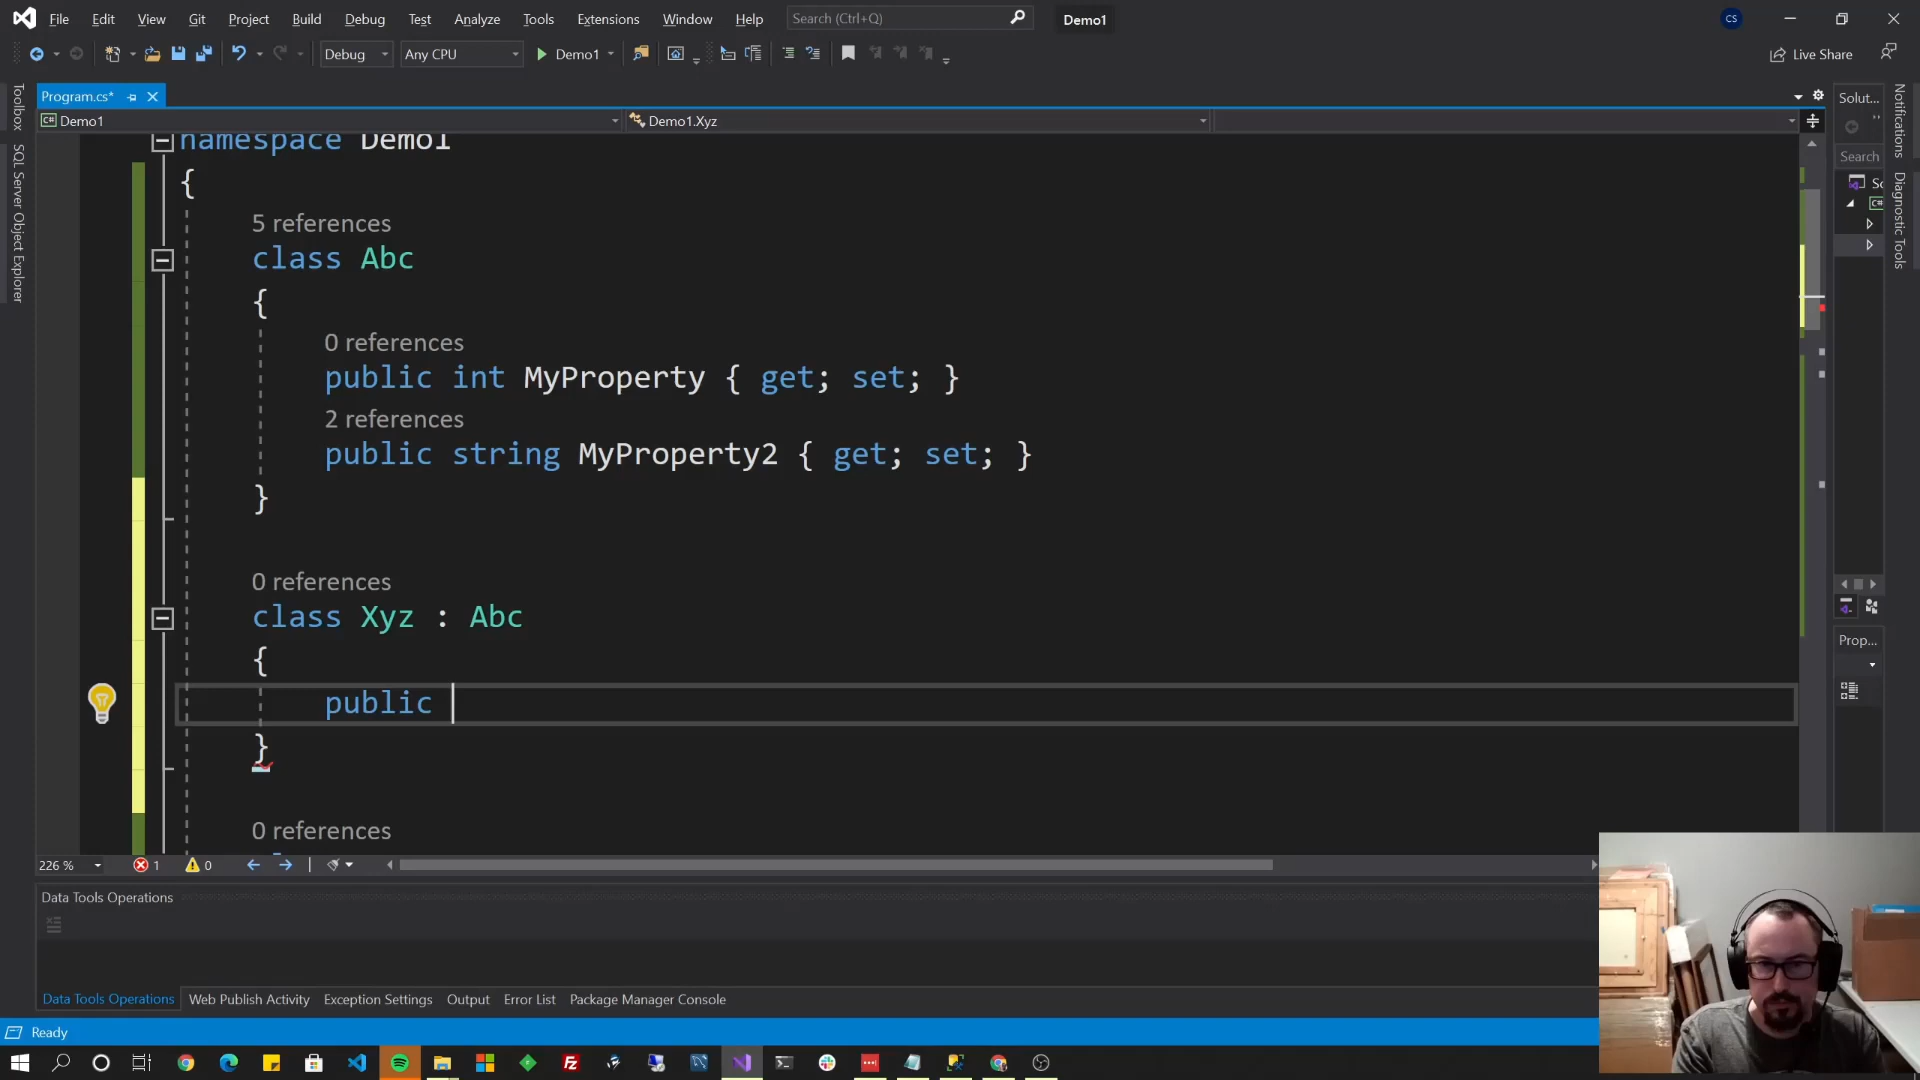 File Edit View Git Project Build Debug Test Analyze Tools Extensions Window Help Search (Ctrl+Q) Demo1 CS
Debug Any CPU Demo1 Live Share
Program.cs*
Solut...
C# Demo1 Demo1.Xyz
Toolbox
SQL Server Object Explorer
Notifications
Diagnostic Tools
Search
namespace Demo1
{
5 references
class Abc
{
0 references
public int MyProperty { get; set; }
2 references
public string MyProperty2 { get; set; }
}
0 references
class Xyz : Abc
{
public
}
0 references
Prop...
226 % 1 0
Data Tools Operations
Data Tools Operations Web Publish Activity Exception Settings Output Error List Package Manager Console
Ready